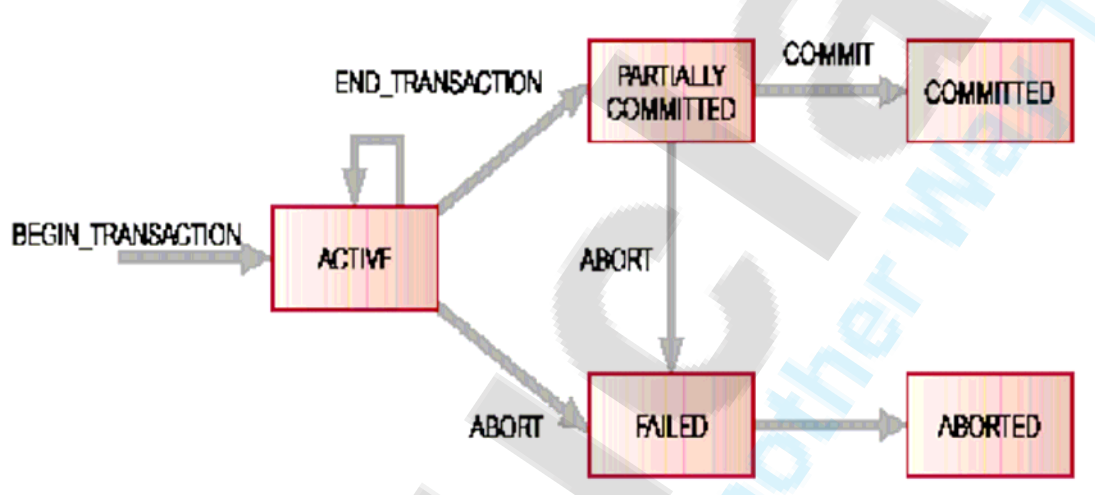 COMMIT
PARTIALLY
COMMITTED
COMMITTED
END_TRANSACTION
BEGIN_TRANSACTION
ACTIVE
ABORT
ABORT
FAILED
ABORTED